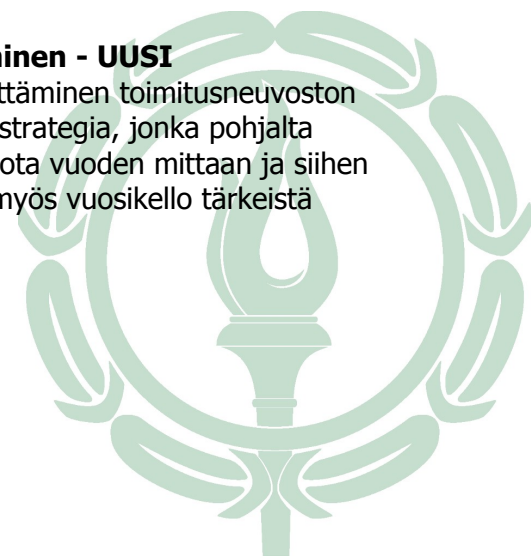 inen - UUSI
ttäminen toimitusneuvoston
strategia, jonka pohjalta
ota vuoden mittaan ja siihen
myös vuosikello tärkeistä